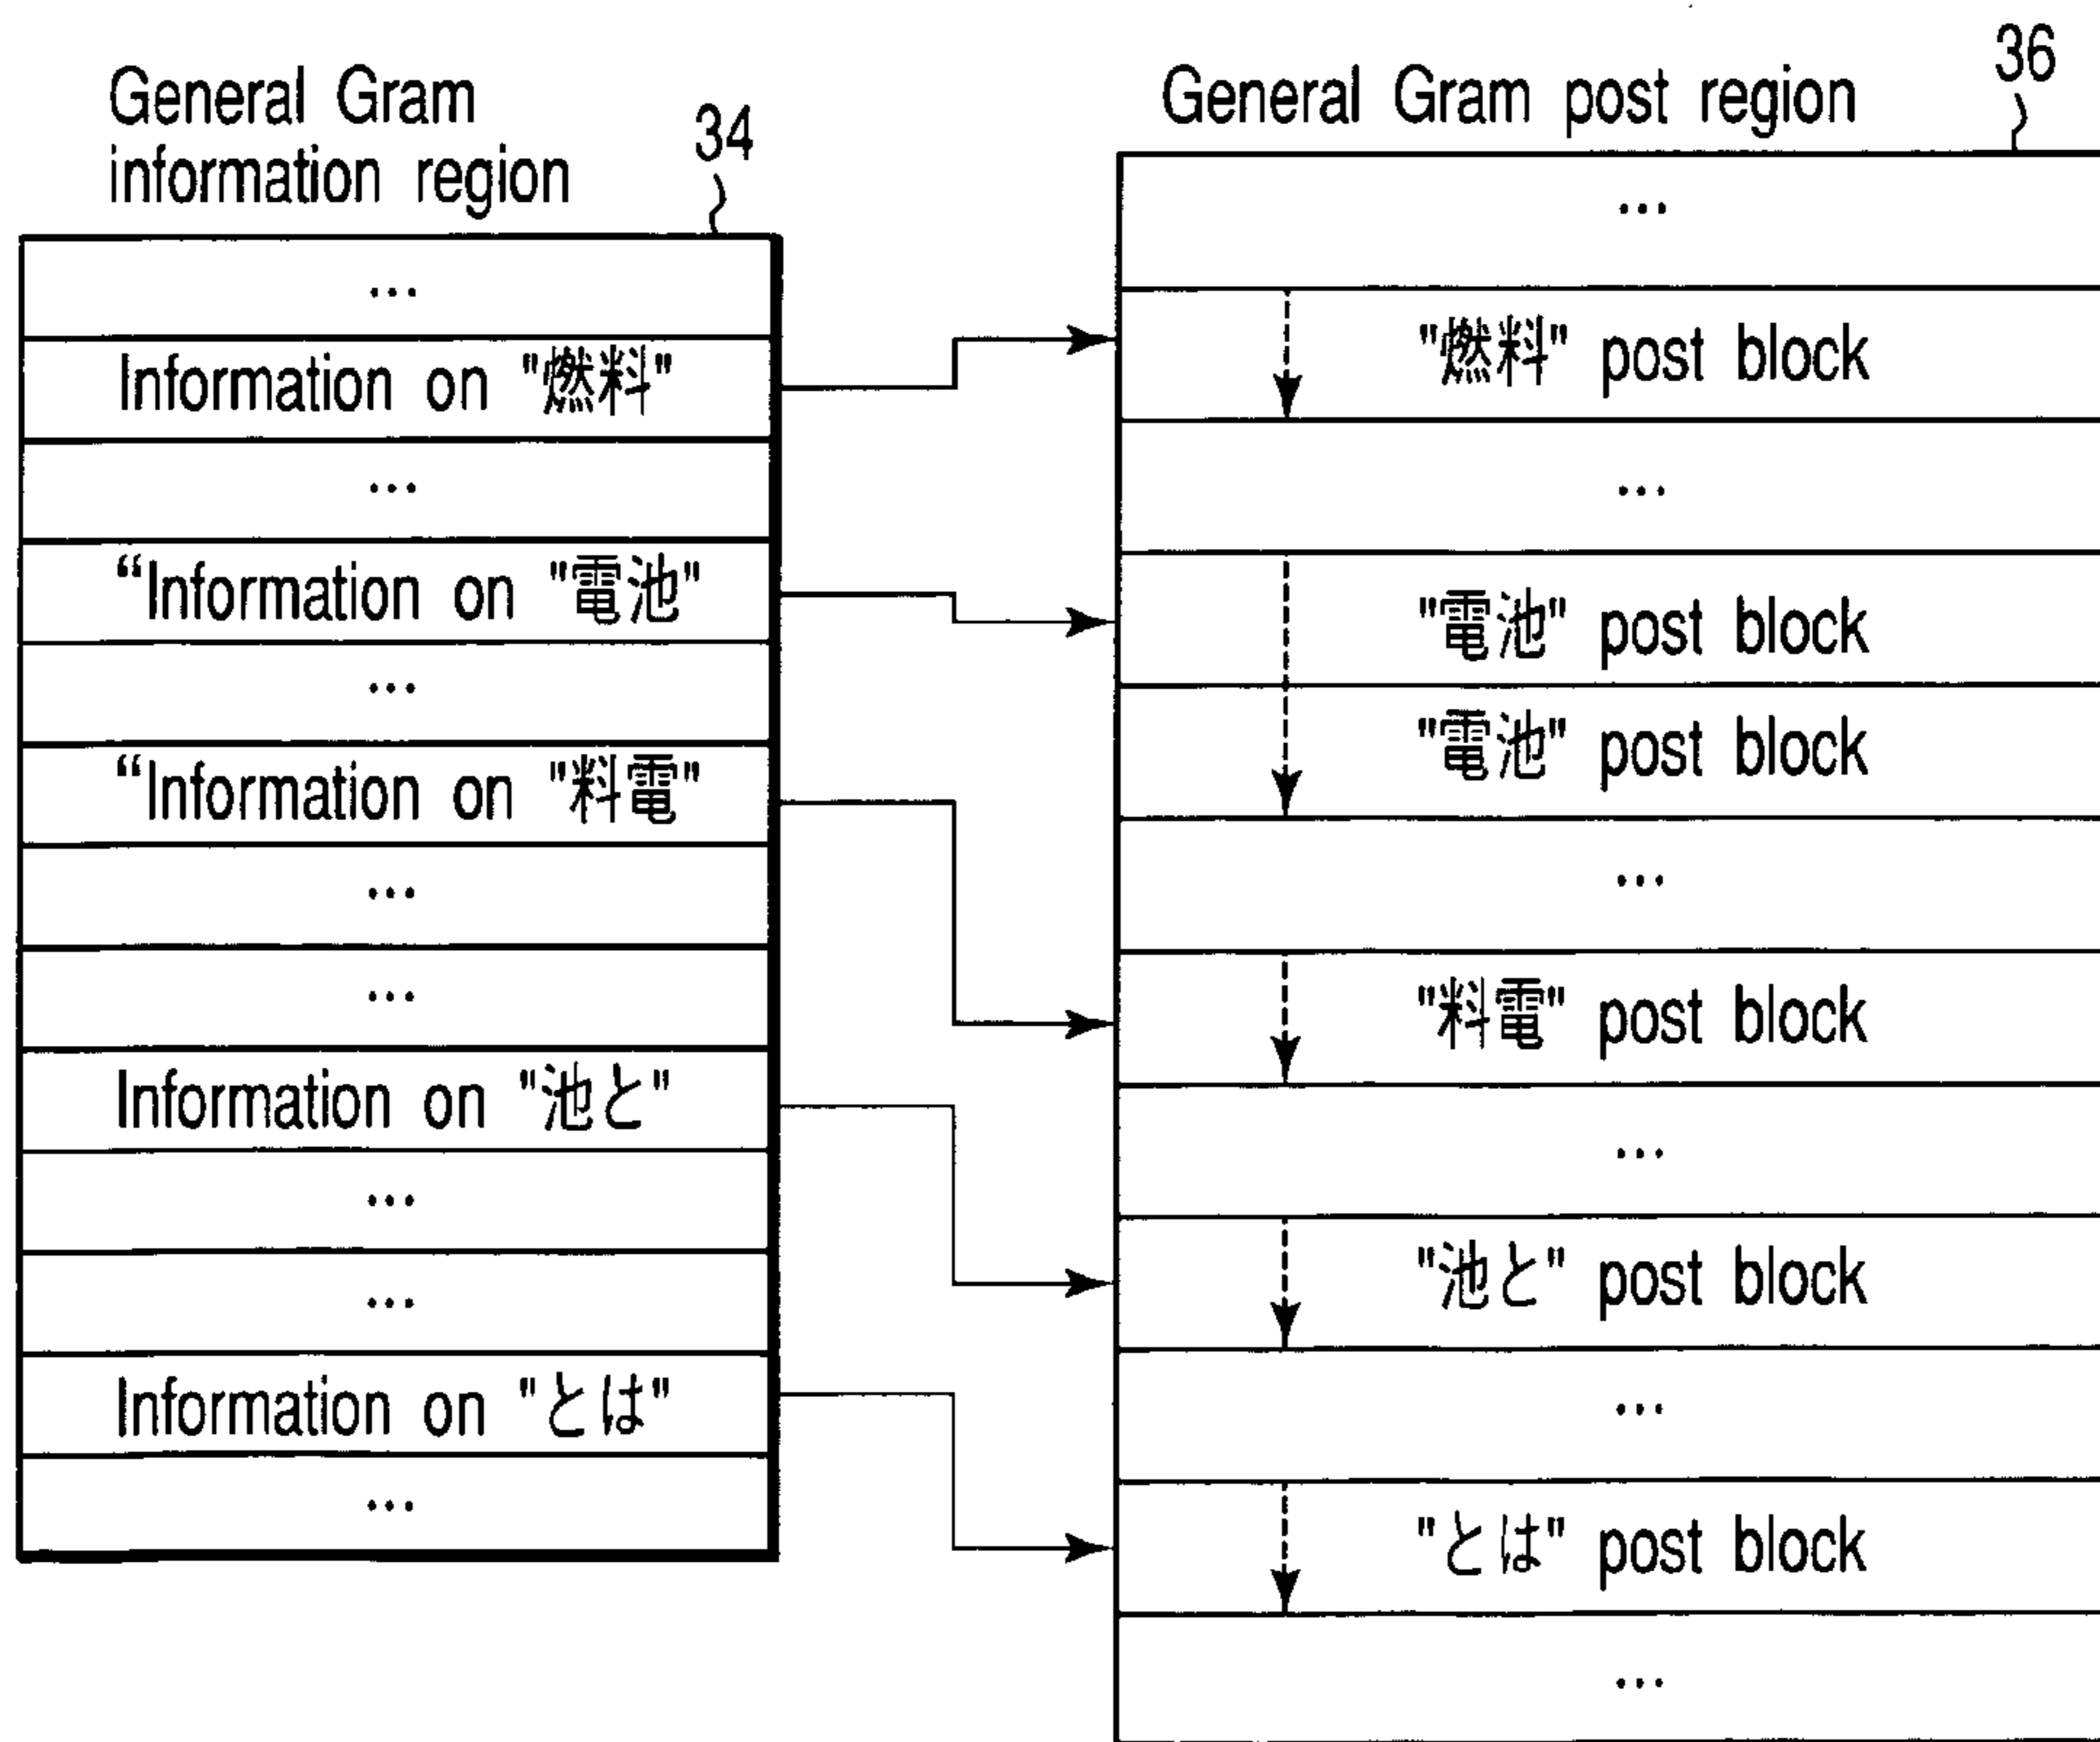 General Gram
information region
34
...
Information on "燃料"
...
“Information on "電池"
...
“Information on "料電"
...
...
Information on "池と"
...
...
Information on "とは"
...
General Gram post region
36
...
"燃料" post block
...
"電池" post block
"電池" post block
...
"料電" post block
...
"池と" post block
...
"とは" post block
...